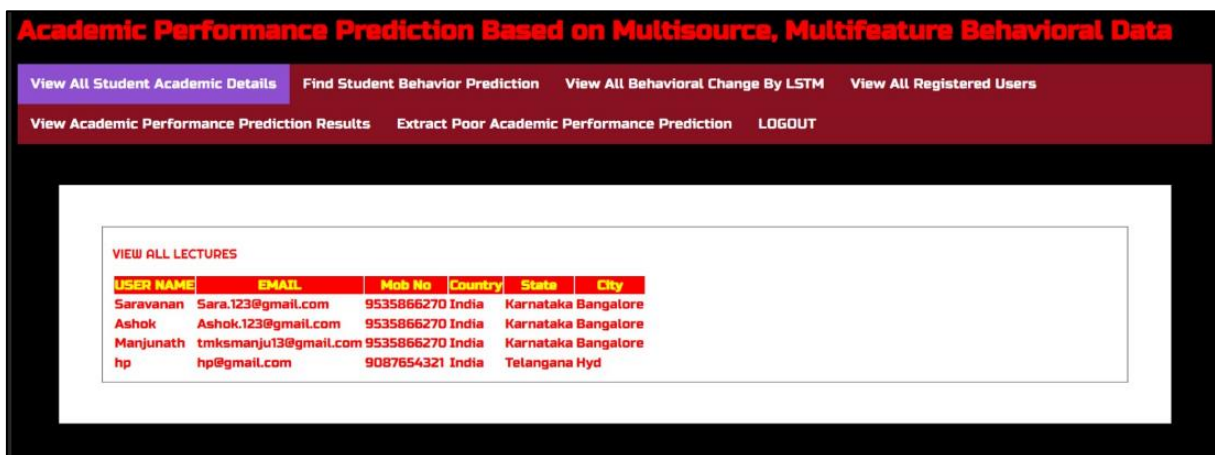 Academic Performance Prediction Based on Multisource, Multifeature Behavioral Data
View All Student Academic Details Find Student Behavior Prediction View All Behavioral Change By LSTM View All Registered Users
View Academic Performance Prediction Results Extract Poor Academic Performance Prediction LOGOUT
VIEW ALL LECTURES
USER NAME EMAIL Mob No Country State City
Saravanan Sara.123@gmail.com 9535866270 India Karnataka Bangalore
Ashok Ashok.123@gmail.com 9535866270 India Karnataka Bangalore
Manjunath tmksmanju13@gmail.com 9535866270 India Karnataka Bangalore
hp hp@gmail.com 9087654321 India Telangana Hyd